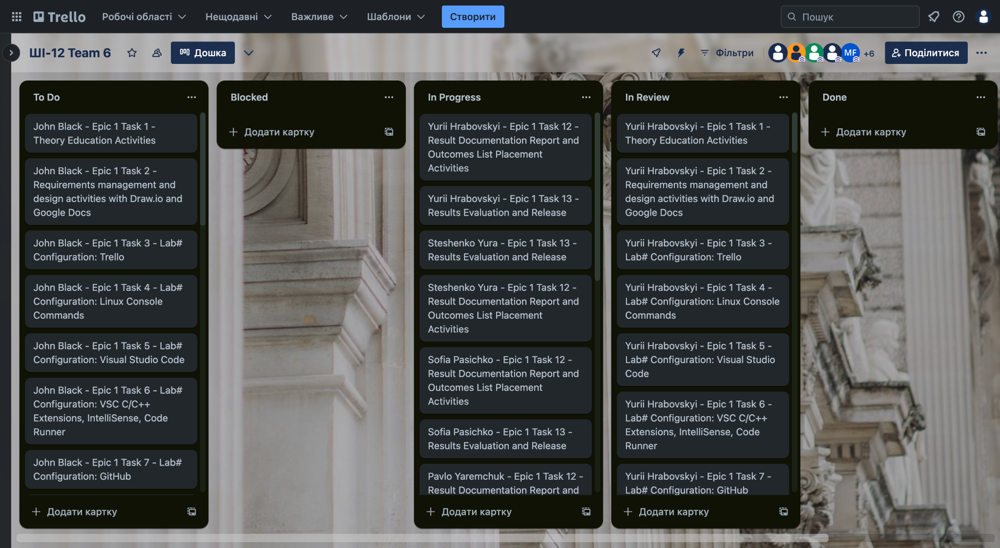 Trello
Робочі області
Нещодавні
Важливе
Шаблони
Створити
Пошук
ШІ-12 Team 6
Дошка
Фільтри
MF
+6
Поділитися
To Do
John Black - Epic 1 Task 1 -
Theory Education Activities
John Black - Epic 1 Task 2 -
Requirements management and
design activities with Draw.io and
Google Docs
John Black - Epic 1 Task 3 - Lab#
Configuration: Trello
John Black - Epic 1 Task 4 - Lab#
Configuration: Linux Console
Commands
John Black - Epic 1 Task 5 - Lab#
Configuration: Visual Studio Code
John Black - Epic 1 Task 6 - Lab#
Configuration: VSC C/C++
Extensions, IntelliSense, Code
Runner
John Black - Epic 1 Task 7 - Lab#
Configuration: GitHub
Додати картку
Blocked
Додати картку
In Progress
Yurii Hrabovskyi - Epic 1 Task 12 -
Result Documentation Report and
Outcomes List Placement
Activities
Yurii Hrabovskyi - Epic 1 Task 13 -
Results Evaluation and Release
Steshenko Yura - Epic 1 Task 13 -
Results Evaluation and Release
Steshenko Yura - Epic 1 Task 12 -
Result Documentation Report and
Outcomes List Placement
Activities
Sofia Pasichko - Epic 1 Task 12 -
Result Documentation Report and
Outcomes List Placement
Activities
Sofia Pasichko - Epic 1 Task 13 -
Results Evaluation and Release
Pavlo Yaremchuk - Epic 1 Task 12 -
Result Documentation Report and
Додати картку
In Review
Yurii Hrabovskyi - Epic 1 Task 1 -
Theory Education Activities
Yurii Hrabovskyi - Epic 1 Task 2 -
Requirements management and
design activities with Draw.io and
Google Docs
Yurii Hrabovskyi - Epic 1 Task 3 -
Lab# Configuration: Trello
Yurii Hrabovskyi - Epic 1 Task 4 -
Lab# Configuration: Linux Console
Commands
Yurii Hrabovskyi - Epic 1 Task 5 -
Lab# Configuration: Visual Studio
Code
Yurii Hrabovskyi - Epic 1 Task 6 -
Lab# Configuration: VSC C/C++
Extensions, IntelliSense, Code
Runner
Yurii Hrabovskyi - Epic 1 Task 7 -
Lab# Configuration: GitHub
Додати картку
Done
Додати картку